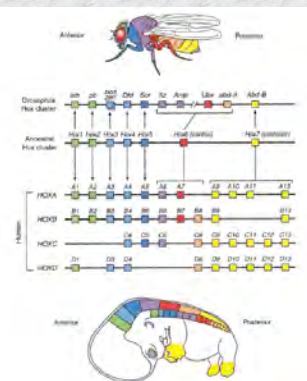 Anterior Posterior
lab pb Dfd Scr ftz Antp Ubx abd-A Abd-B
Drosophila
Hox cluster
Hox1 Hox2 Hox3 Hox4 Hox5 Hox6 (central) Hox7 (posterior)
Ancestral
Hox cluster
A1 A2 A3 A4 A5 A6 A7 A9 A10 A11 A13
HOXA
B1 B2 B3 B4 B5 B6 B7 B8 B9 B13
HOXB
Human
C4 C5 C6 C8 C9 C10 C11 C12 C13
HOXC
D1 D3 D4 D8 D9 D10 D11 D12 D13
HOXD
Anterior Posterior